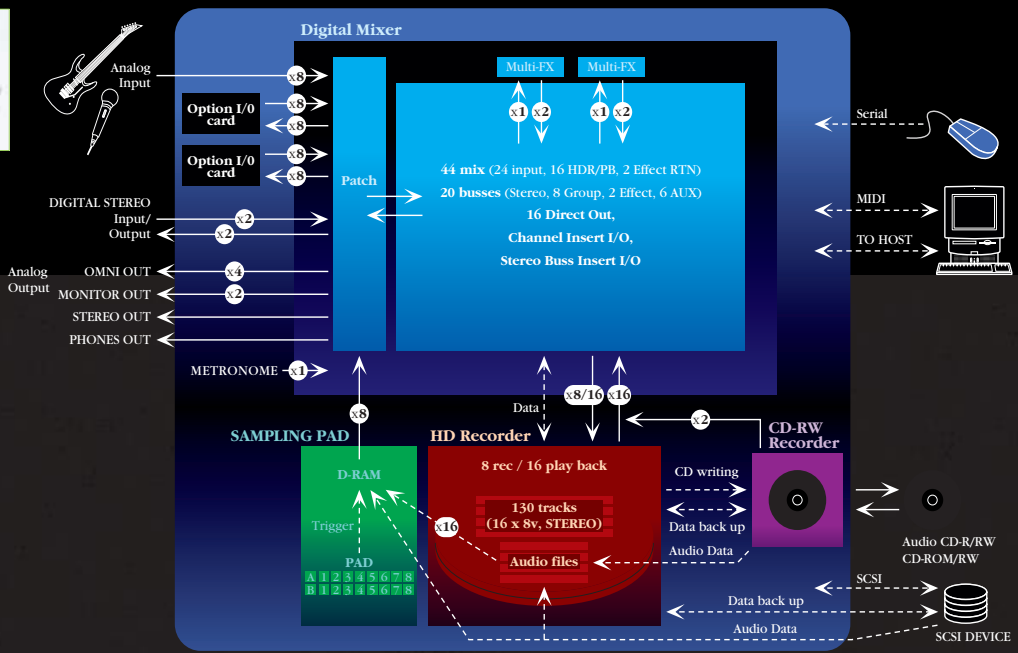 Digital Mixer
Analog
Input
x8
Option I/0
card
x8
x8
Option I/0
card
x8
x8
DIGITAL STEREO
Input/
Output
x2
x2
Analog
Output
OMNI OUT
x4
MONITOR OUT
x2
STEREO OUT
PHONES OUT
METRONOME
x1
Patch
Multi-FX
Multi-FX
x1
x2
x1
x2
44 mix (24 input, 16 HDR/PB, 2 Effect RTN)
20 busses (Stereo, 8 Group, 2 Effect, 6 AUX)
16 Direct Out,
Channel Insert I/O,
Stereo Buss Insert I/O
Serial
MIDI
TO HOST
x8
Data
x8/16
x16
x2
SAMPLING PAD
D-RAM
Trigger
PAD
A 1 2 3 4 5 6 7 8
B 1 2 3 4 5 6 7 8
HD Recorder
8 rec / 16 play back
130 tracks
(16 x 8v, STEREO)
Audio files
x16
CD-RW
Recorder
CD writing
Data back up
Audio Data
Audio CD-R/RW
CD-ROM/RW
SCSI
Data back up
Audio Data
SCSI DEVICE